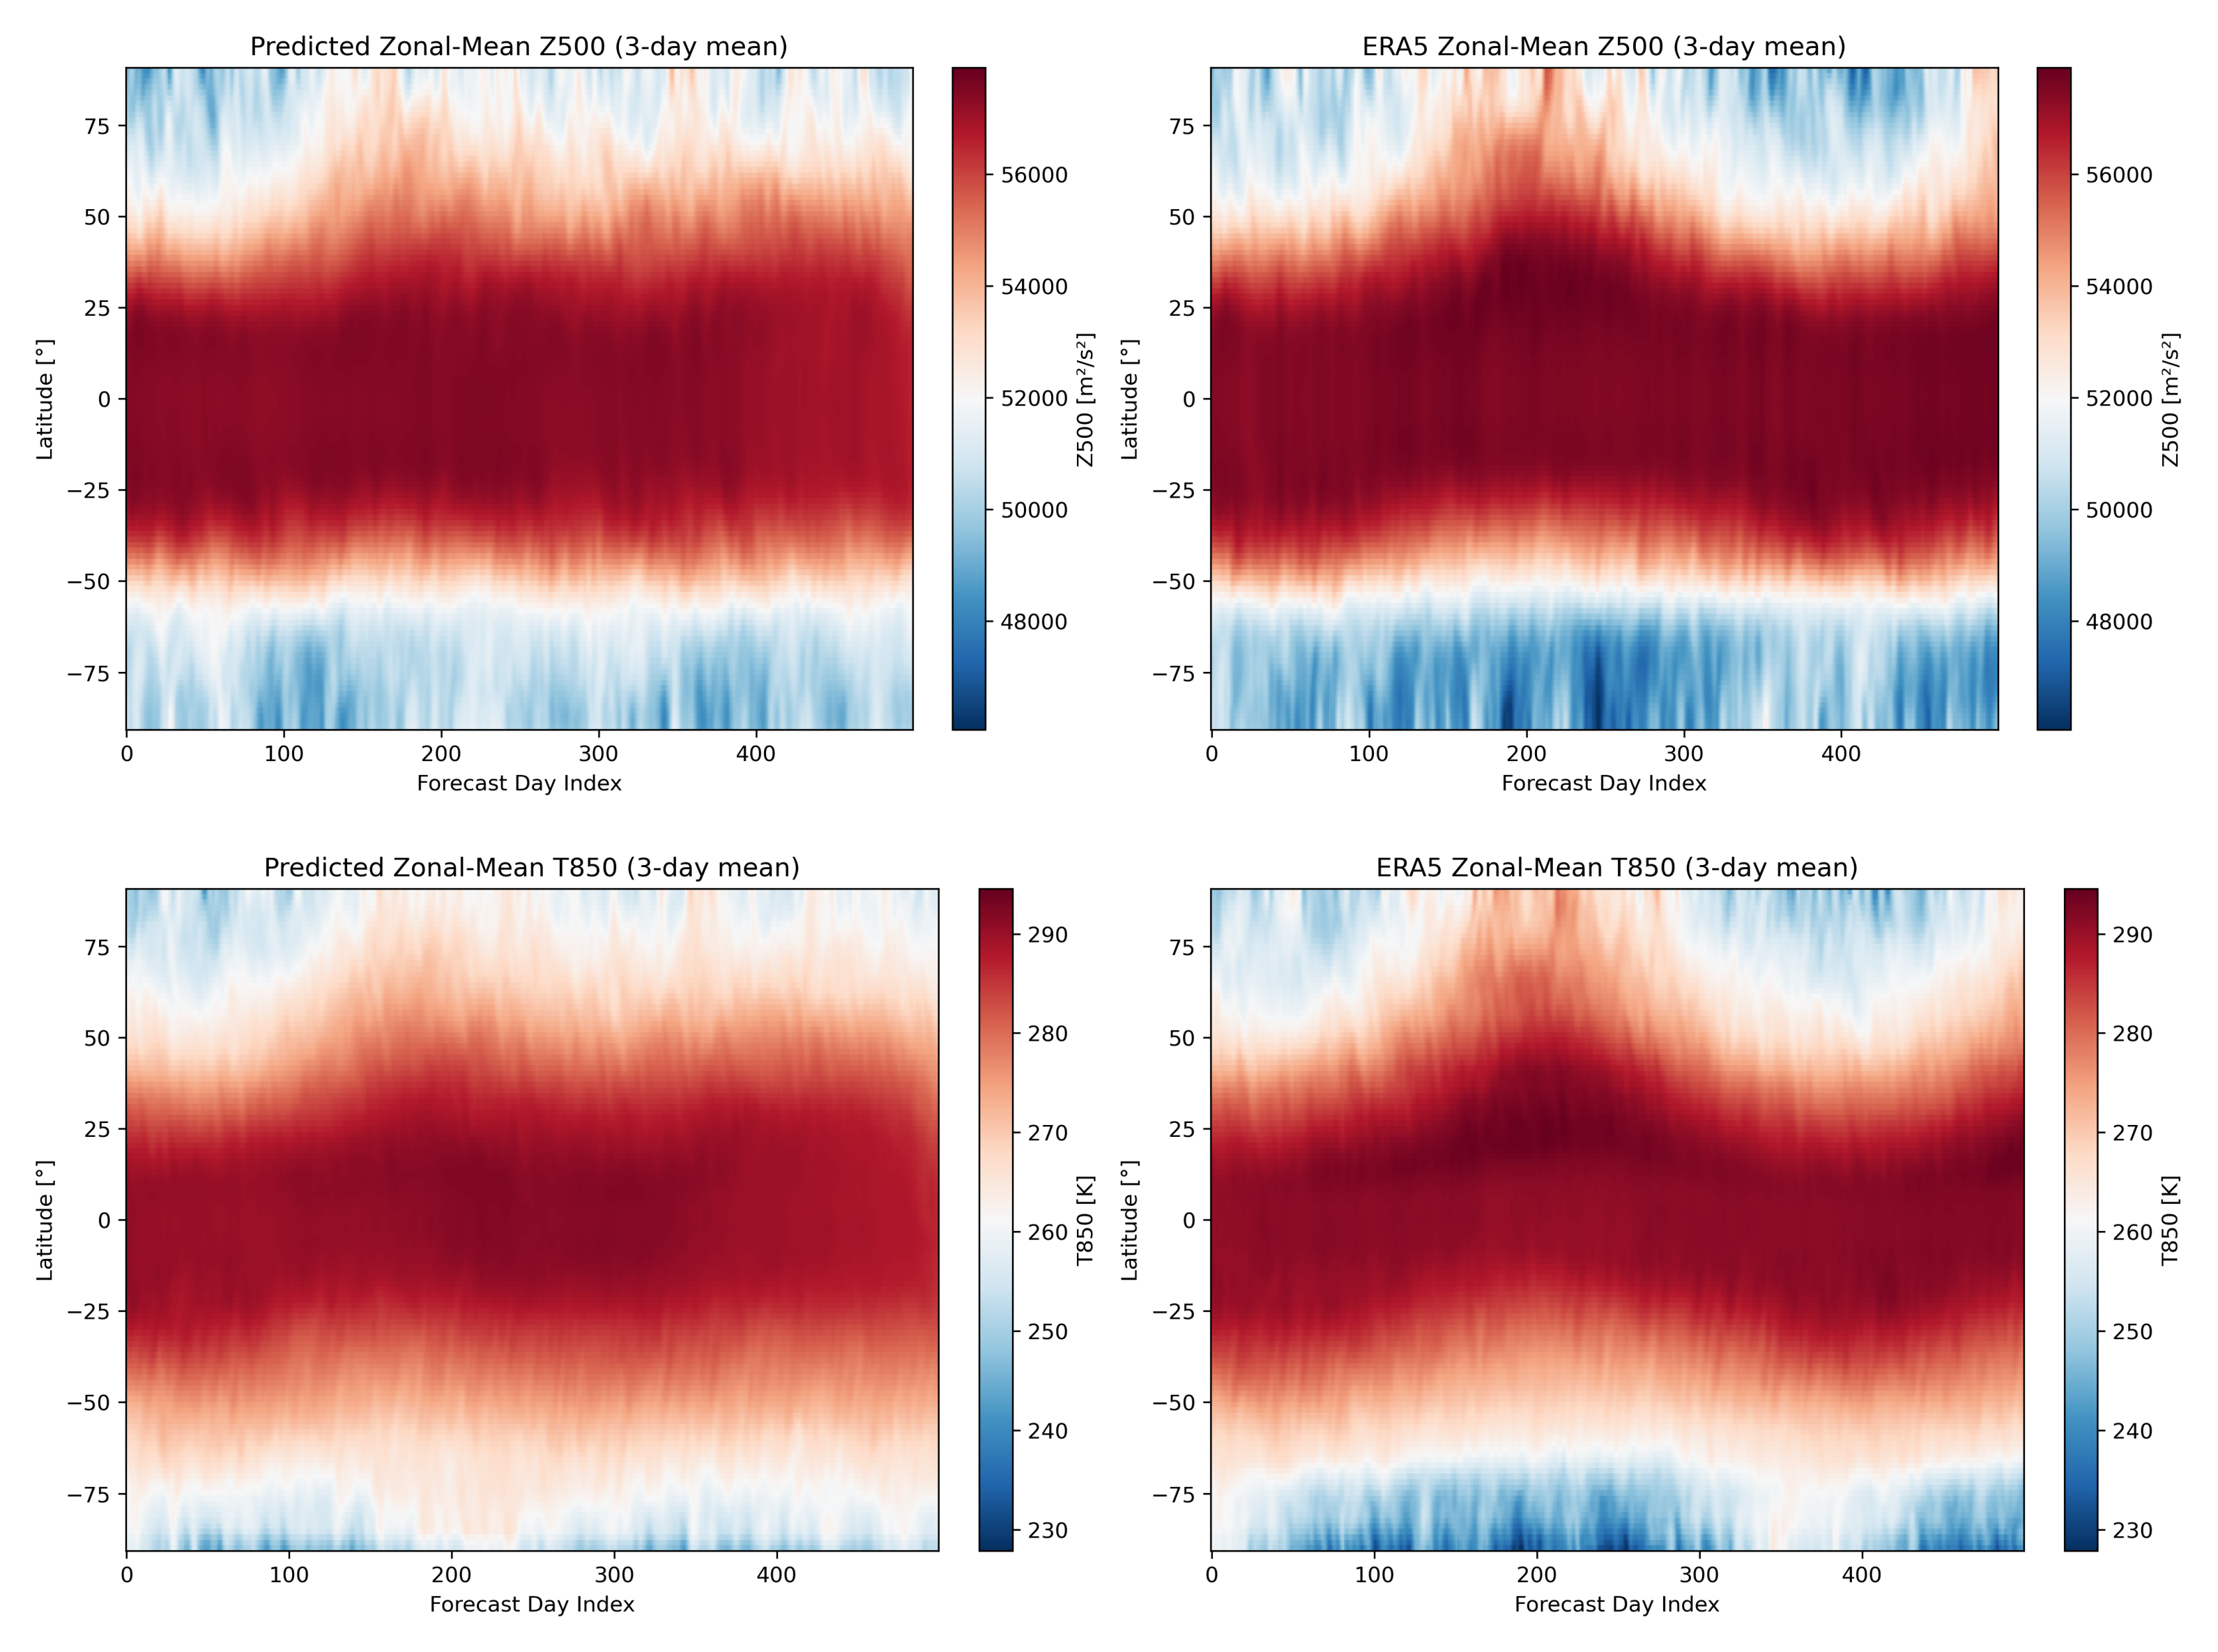 Predicted Zonal-Mean Z500 (3-day mean)
75
50
25
0
−25
−50
−75
Latitude [°]
0 100 200 300 400
Forecast Day Index
56000
54000
52000
50000
48000
Z500 [m²/s²]
ERA5 Zonal-Mean Z500 (3-day mean)
75
50
25
0
−25
−50
−75
Latitude [°]
0 100 200 300 400
Forecast Day Index
56000
54000
52000
50000
48000
Z500 [m²/s²]
Predicted Zonal-Mean T850 (3-day mean)
75
50
25
0
−25
−50
−75
Latitude [°]
0 100 200 300 400
Forecast Day Index
290
280
270
260
250
240
230
T850 [K]
ERA5 Zonal-Mean T850 (3-day mean)
75
50
25
0
−25
−50
−75
Latitude [°]
0 100 200 300 400
Forecast Day Index
290
280
270
260
250
240
230
T850 [K]